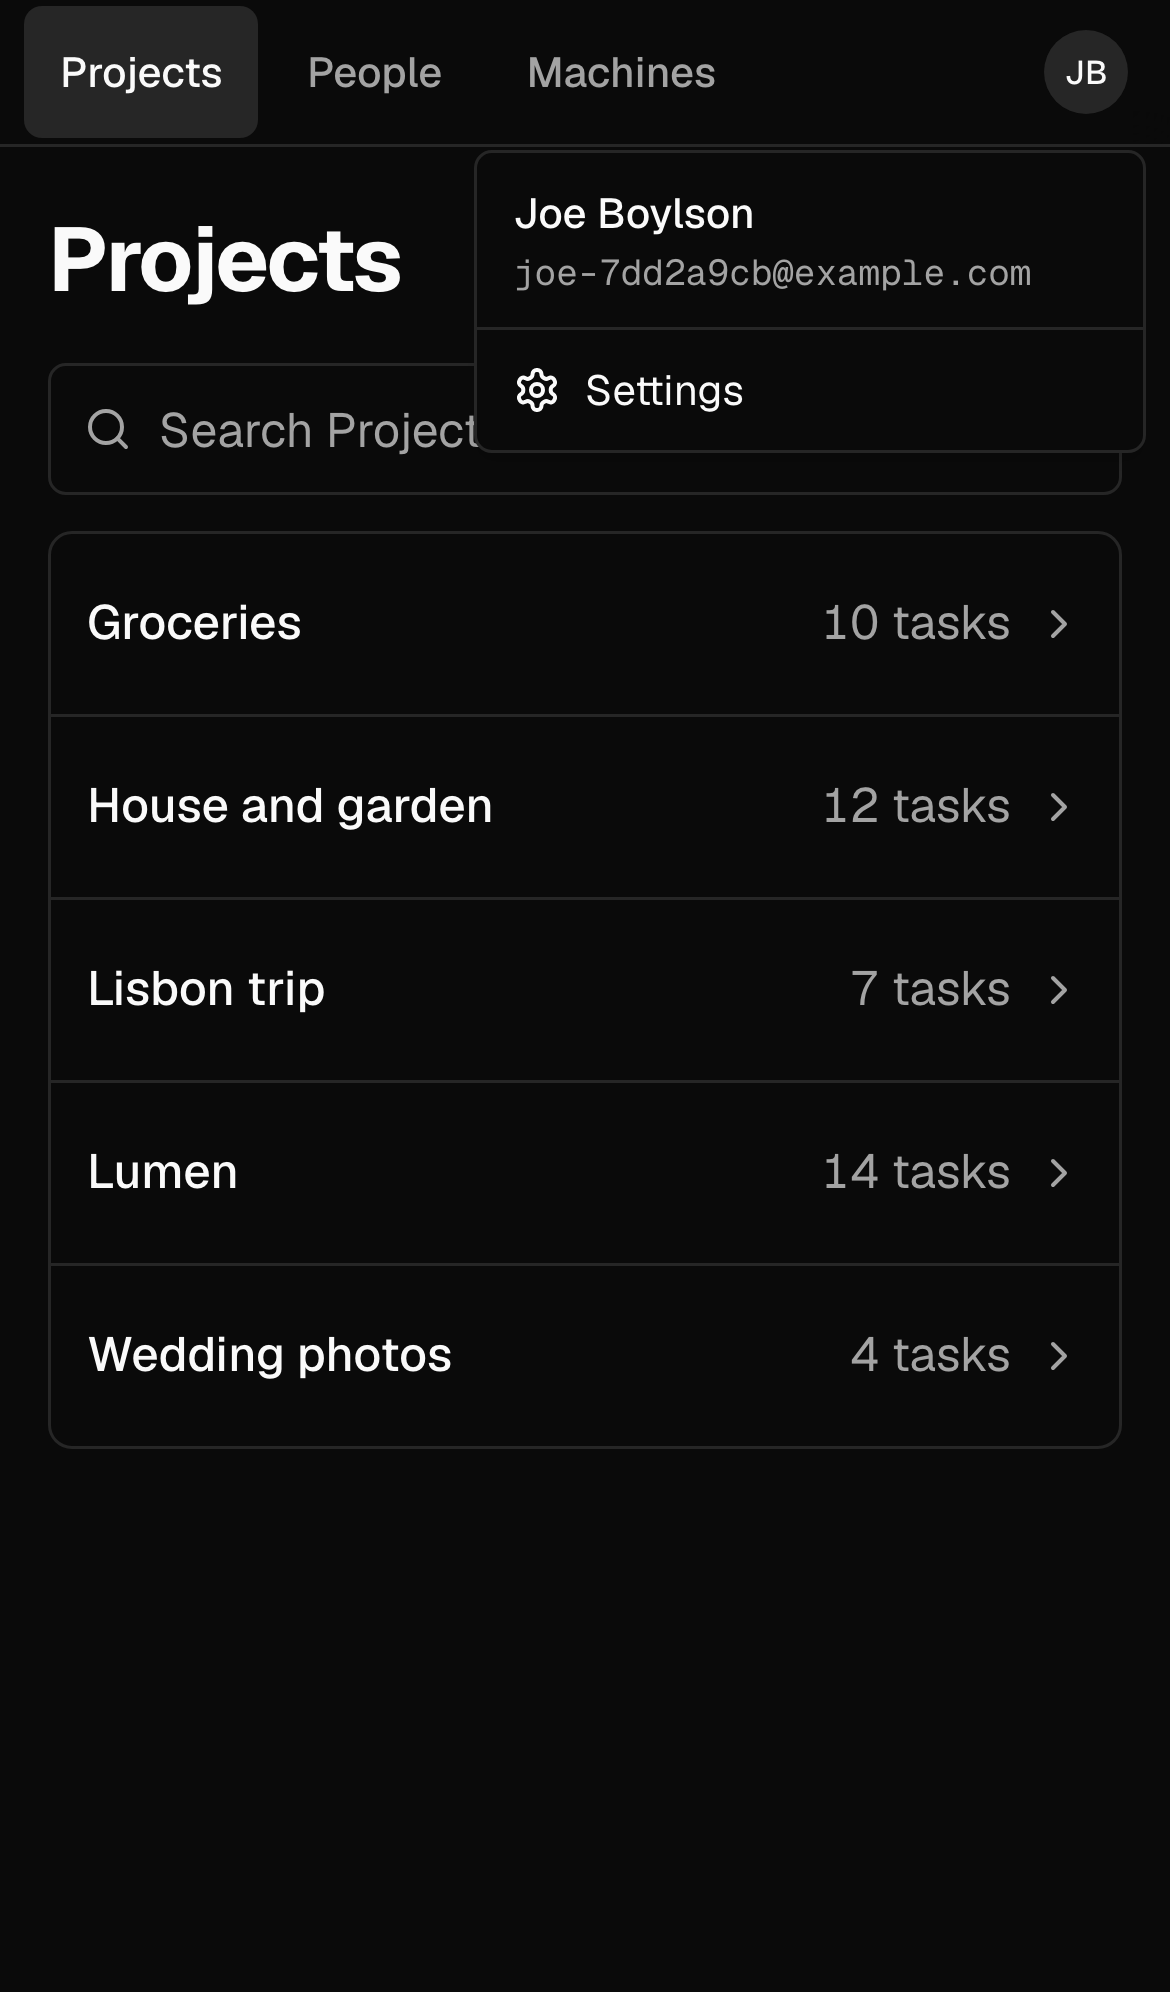 Projects People Machines JB
Joe Boylson
joe-7dd2a9cb@example.com
Settings
Projects
Search Project
Groceries 10 tasks
House and garden 12 tasks
Lisbon trip 7 tasks
Lumen 14 tasks
Wedding photos 4 tasks